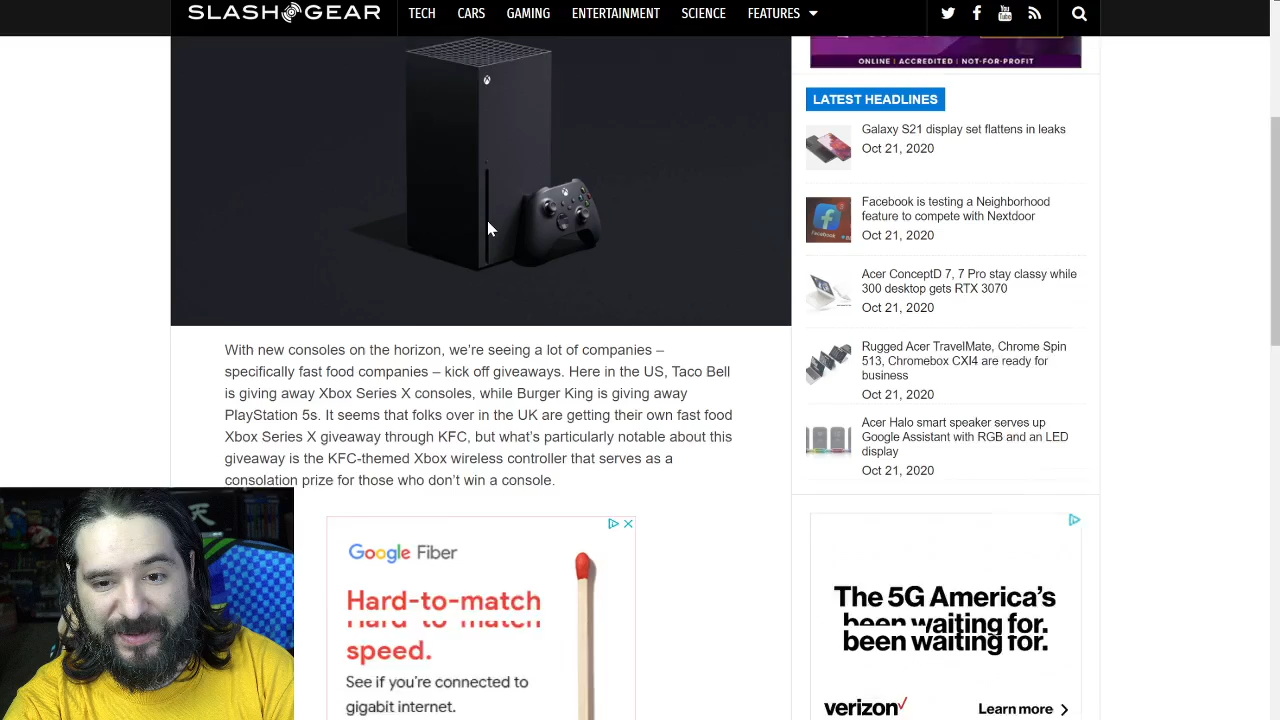 SLASH GEAR
TECH
CARS
GAMING
ENTERTAINMENT
SCIENCE
FEATURES
You
Tube
ONLINE | ACCREDITED | NOT-FOR-PROFIT
LATEST HEADLINES
Galaxy S21 display set flattens in leaks
Oct 21, 2020
Facebook is testing a Neighborhood
feature to compete with Nextdoor
Oct 21, 2020
Acer ConceptD 7, 7 Pro stay classy while
300 desktop gets RTX 3070
Oct 21, 2020
Rugged Acer TravelMate, Chrome Spin
513, Chromebox CXI4 are ready for
business
Oct 21, 2020
Acer Halo smart speaker serves up
Google Assistant with RGB and an LED
display
Oct 21, 2020
With new consoles on the horizon, we're seeing a lot of companies –
specifically fast food companies – kick off giveaways. Here in the US, Taco Bell
is giving away Xbox Series X consoles, while Burger King is giving away
PlayStation 5s. It seems that folks over in the UK are getting their own fast food
Xbox Series X giveaway through KFC, but what's particularly notable about this
giveaway is the KFC-themed Xbox wireless controller that serves as a
consolation prize for those who don't win a console.
Google Fiber
Hard-to-match
Hard-to-match
speed.
See if you're connected to
gigabit internet.
The 5G America's
been waiting for.
been waiting for.
verizon
Learn more